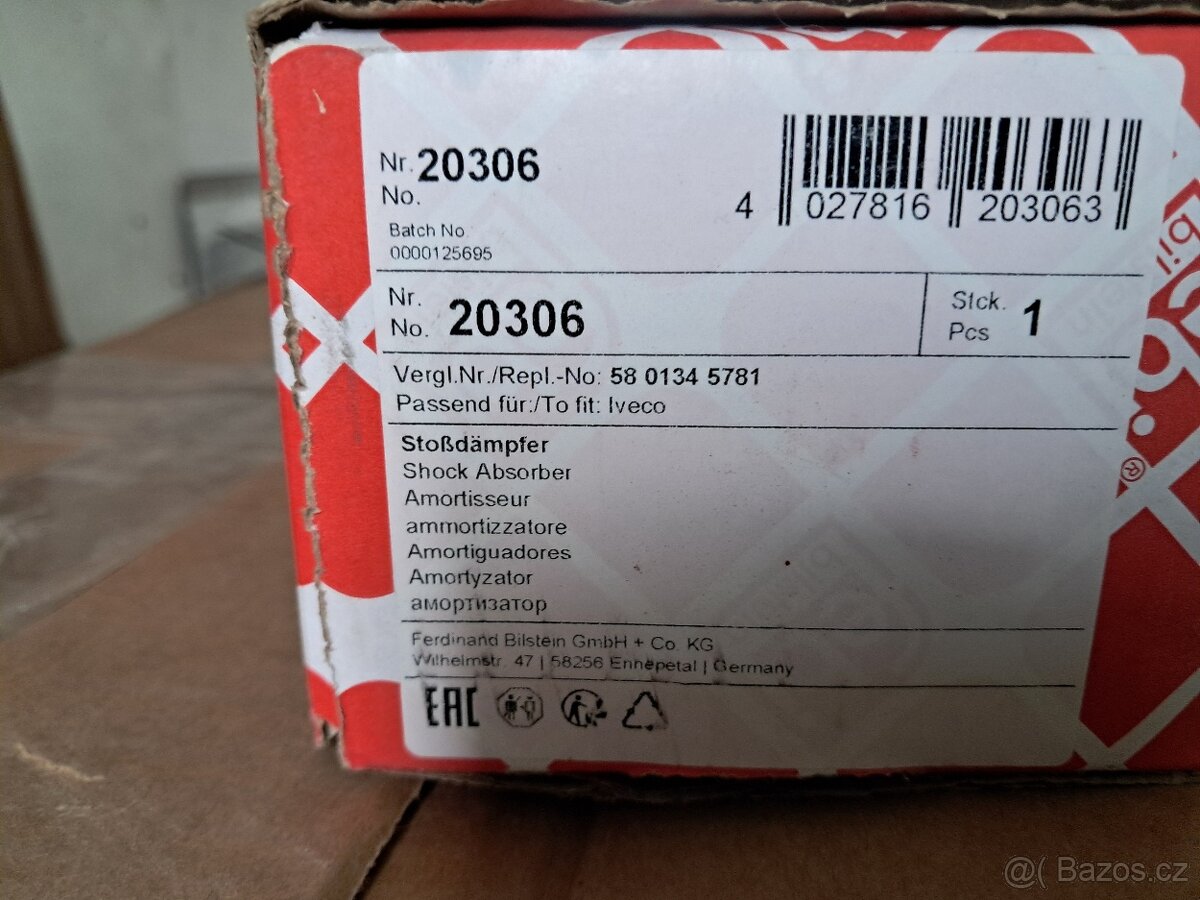 Nr. 20306
No.
4 027816 203063
Batch No.
0000125695
Nr.
No. 20306
Stck.
Pcs 1
Vergl.Nr./Repl.-No: 58 0134 5781
Passend für:/To fit: Iveco
Stoßdämpfer
Shock Absorber
Amortisseur
ammortizzatore
Amortiguadores
Amortyzator
амортизатор
Ferdinand Bilstein GmbH + Co. KG
Wilhelmstr. 47 | 58256 Ennepetal | Germany
EAC
bil
®
@( Bazos.cz